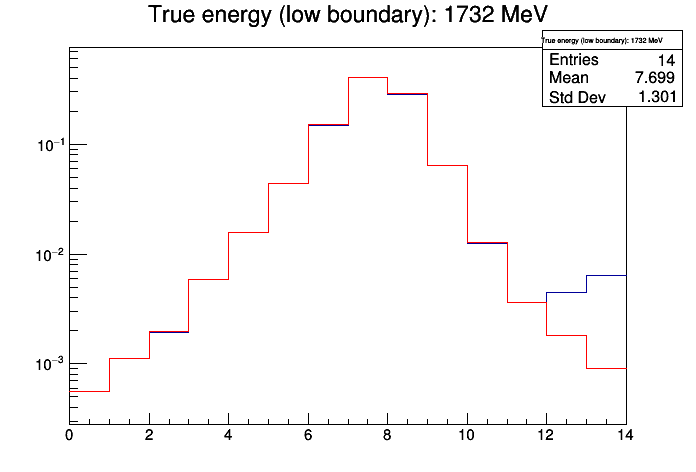 True energy (low boundary): 1732 MeV
True energy (low boundary): 1732 MeV
Entries 14
Mean 7.699
Std Dev 1.301
10⁻¹
10⁻²
10⁻³
0 2 4 6 8 10 12 14